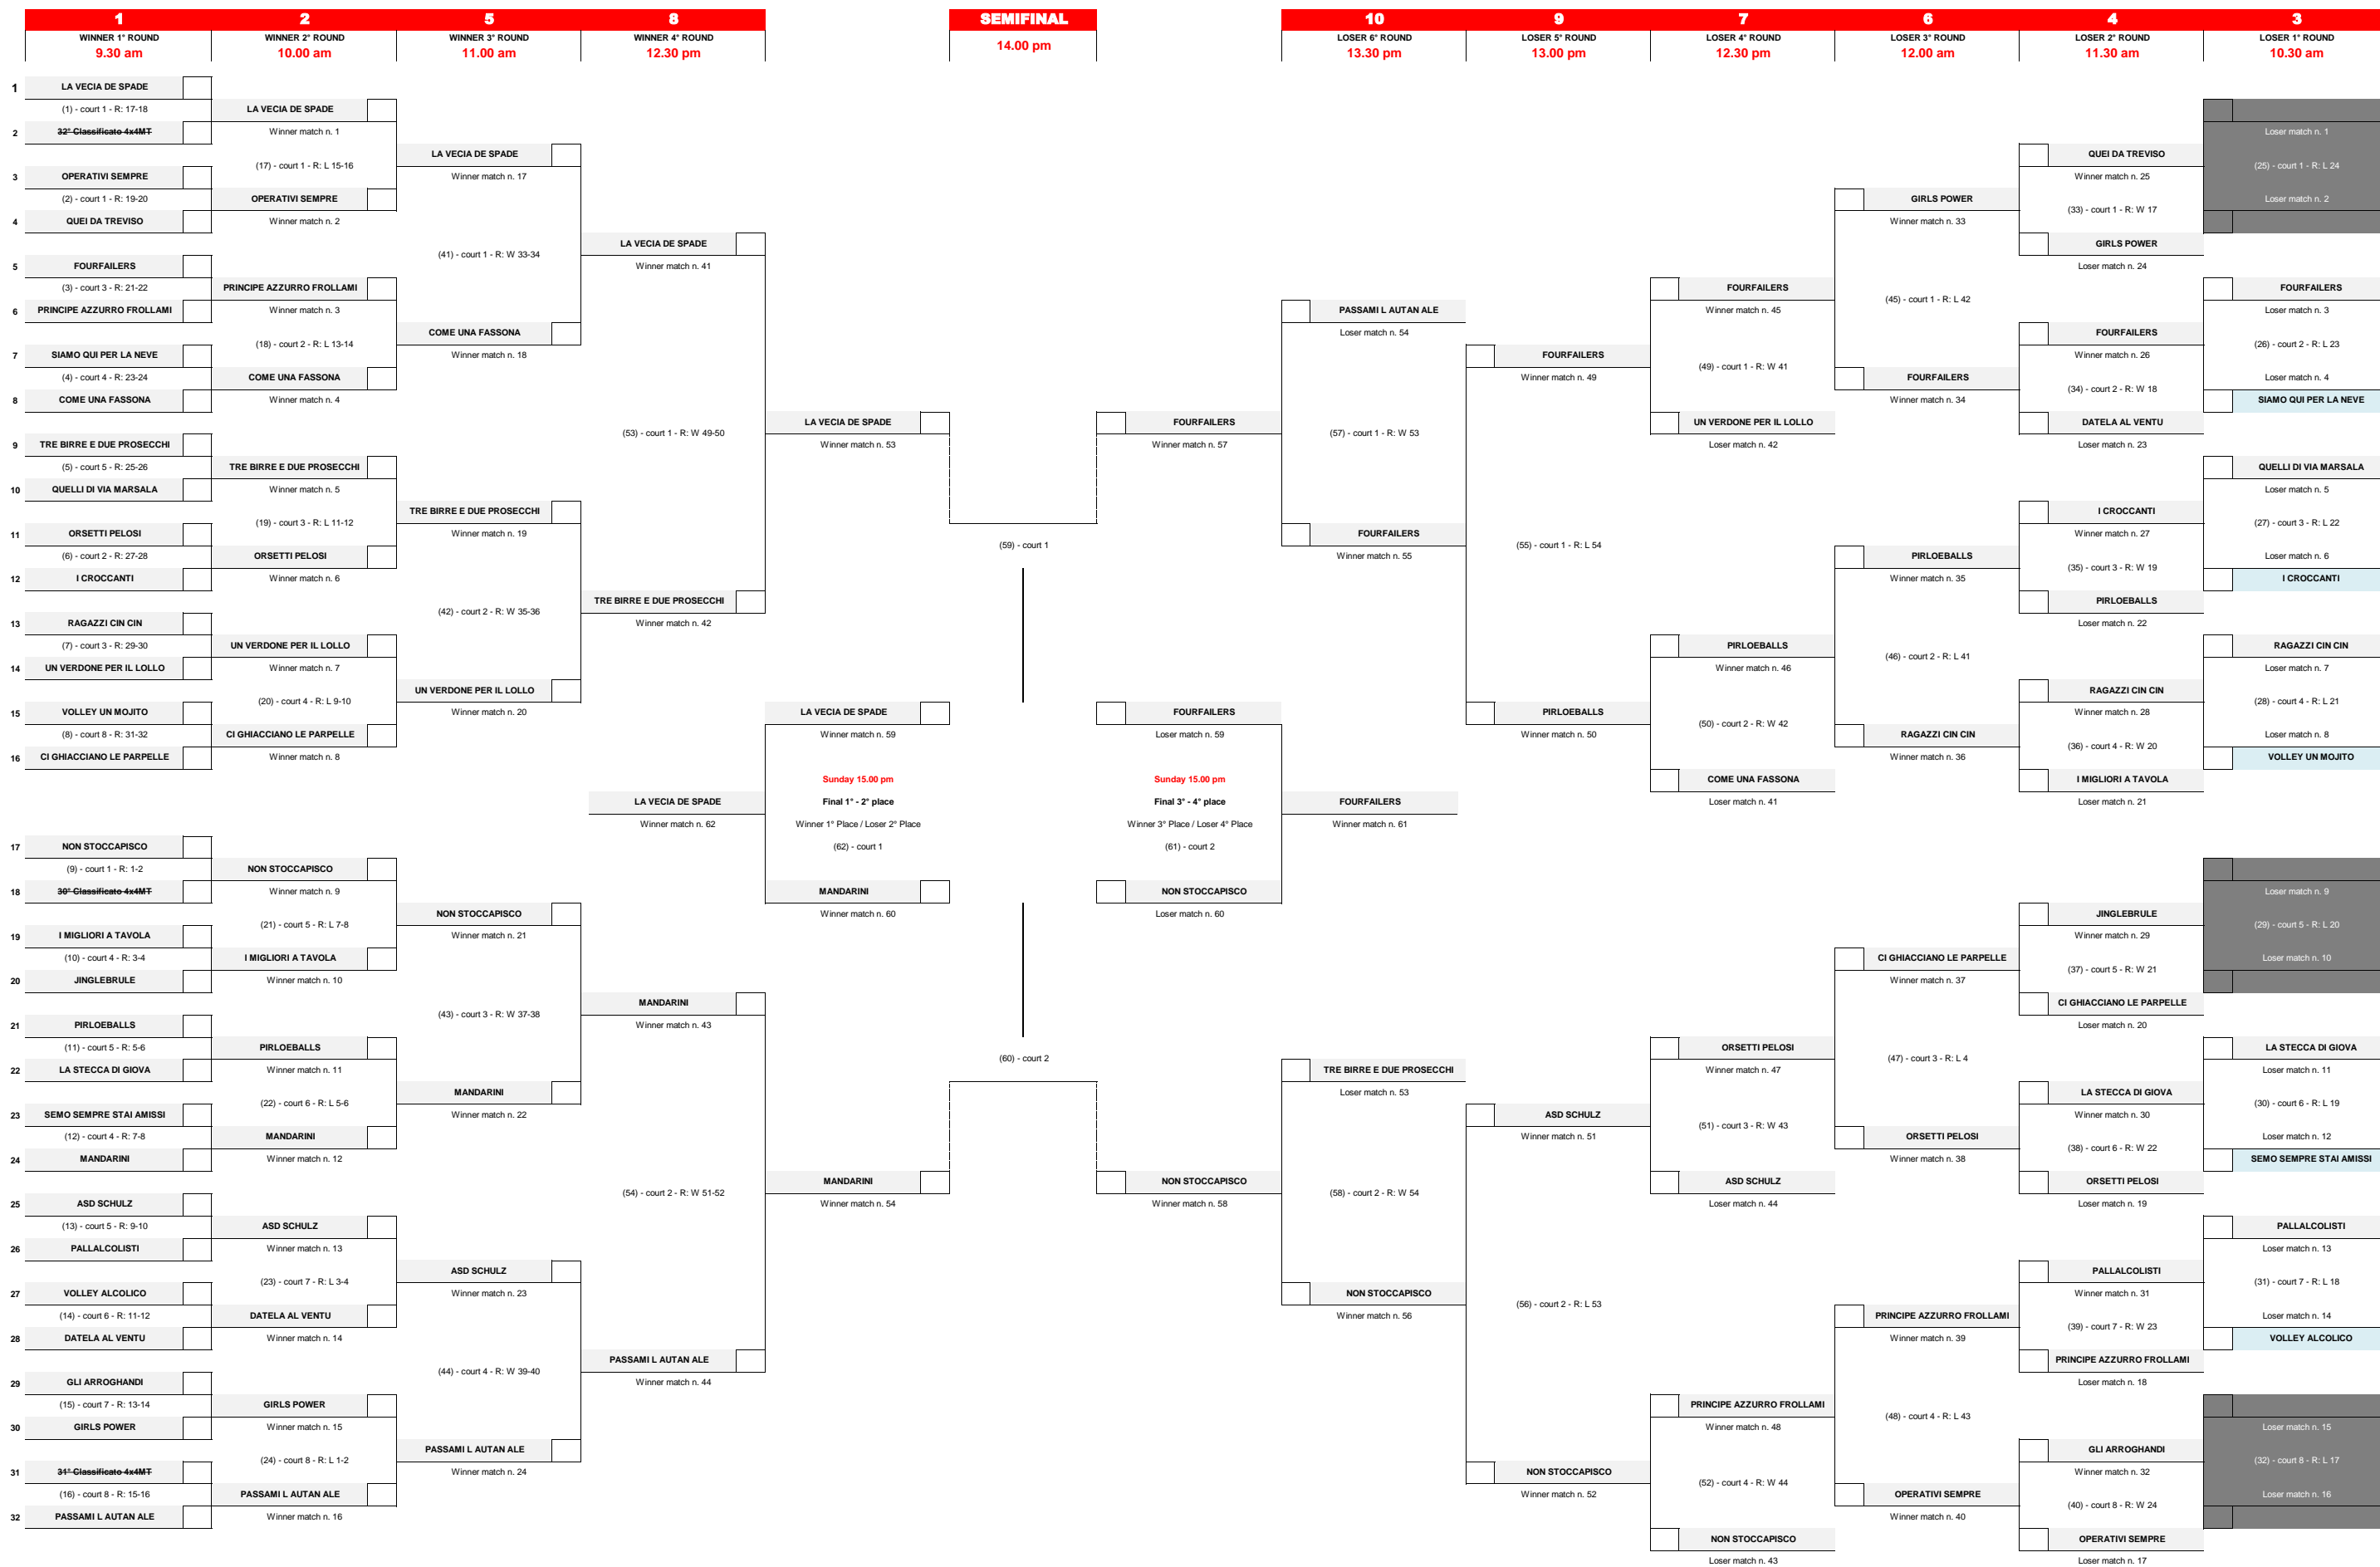 1 2 5 8 SEMIFINAL 10 9 7 6 4 3
WINNER 1° ROUND WINNER 2° ROUND WINNER 3° ROUND WINNER 4° ROUND LOSER 6° ROUND LOSER 5° ROUND LOSER 4° ROUND LOSER 3° ROUND LOSER 2° ROUND LOSER 1° ROUND
9.30 am 10.00 am 11.00 am 12.30 pm 14.00 pm 13.30 pm 13.00 pm 12.30 pm 12.00 am 11.30 am 10.30 am
1 LA VECIA DE SPADE
(1) - court 1 - R: 17-18
2 32° Classificato 4x4MT
3 OPERATIVI SEMPRE
(2) - court 1 - R: 19-20
4 QUEI DA TREVISO
5 FOURFAILERS
(3) - court 3 - R: 21-22
6 PRINCIPE AZZURRO FROLLAMI
7 SIAMO QUI PER LA NEVE
(4) - court 4 - R: 23-24
8 COME UNA FASSONA
9 TRE BIRRE E DUE PROSECCHI
(5) - court 5 - R: 25-26
10 QUELLI DI VIA MARSALA
11 ORSETTI PELOSI
(6) - court 2 - R: 27-28
12 I CROCCANTI
13 RAGAZZI CIN CIN
(7) - court 3 - R: 29-30
14 UN VERDONE PER IL LOLLO
15 VOLLEY UN MOJITO
(8) - court 8 - R: 31-32
16 CI GHIACCIANO LE PARPELLE
17 NON STOCCAPISCO
(9) - court 1 - R: 1-2
18 30° Classificato 4x4MT
19 I MIGLIORI A TAVOLA
(10) - court 4 - R: 3-4
20 JINGLEBRULE
21 PIRLOEBALLS
(11) - court 5 - R: 5-6
22 LA STECCA DI GIOVA
23 SEMO SEMPRE STAI AMISSI
(12) - court 4 - R: 7-8
24 MANDARINI
25 ASD SCHULZ
(13) - court 5 - R: 9-10
26 PALLALCOLISTI
27 VOLLEY ALCOLICO
(14) - court 6 - R: 11-12
28 DATELA AL VENTU
29 GLI ARROGHANDI
(15) - court 7 - R: 13-14
30 GIRLS POWER
31 31° Classificato 4x4MT
(16) - court 8 - R: 15-16
32 PASSAMI L AUTAN ALE
LA VECIA DE SPADE
Winner match n. 1
(17) - court 1 - R: L 15-16
OPERATIVI SEMPRE
Winner match n. 2
PRINCIPE AZZURRO FROLLAMI
Winner match n. 3
(18) - court 2 - R: L 13-14
COME UNA FASSONA
Winner match n. 4
TRE BIRRE E DUE PROSECCHI
Winner match n. 5
(19) - court 3 - R: L 11-12
ORSETTI PELOSI
Winner match n. 6
UN VERDONE PER IL LOLLO
Winner match n. 7
(20) - court 4 - R: L 9-10
CI GHIACCIANO LE PARPELLE
Winner match n. 8
NON STOCCAPISCO
Winner match n. 9
(21) - court 5 - R: L 7-8
I MIGLIORI A TAVOLA
Winner match n. 10
PIRLOEBALLS
Winner match n. 11
(22) - court 6 - R: L 5-6
MANDARINI
Winner match n. 12
ASD SCHULZ
Winner match n. 13
(23) - court 7 - R: L 3-4
DATELA AL VENTU
Winner match n. 14
GIRLS POWER
Winner match n. 15
(24) - court 8 - R: L 1-2
PASSAMI L AUTAN ALE
Winner match n. 16
LA VECIA DE SPADE
Winner match n. 17
(41) - court 1 - R: W 33-34
COME UNA FASSONA
Winner match n. 18
TRE BIRRE E DUE PROSECCHI
Winner match n. 19
(42) - court 2 - R: W 35-36
UN VERDONE PER IL LOLLO
Winner match n. 20
NON STOCCAPISCO
Winner match n. 21
(43) - court 3 - R: W 37-38
MANDARINI
Winner match n. 22
ASD SCHULZ
Winner match n. 23
(44) - court 4 - R: W 39-40
PASSAMI L AUTAN ALE
Winner match n. 24
LA VECIA DE SPADE
Winner match n. 41
(53) - court 1 - R: W 49-50
TRE BIRRE E DUE PROSECCHI
Winner match n. 42
LA VECIA DE SPADE
Winner match n. 62
MANDARINI
Winner match n. 43
(54) - court 2 - R: W 51-52
PASSAMI L AUTAN ALE
Winner match n. 44
LA VECIA DE SPADE
Winner match n. 53
LA VECIA DE SPADE
Winner match n. 59
Sunday 15.00 pm
Final 1° - 2° place
Winner 1° Place / Loser 2° Place
(62) - court 1
MANDARINI
Winner match n. 60
MANDARINI
Winner match n. 54
(59) - court 1
(60) - court 2
FOURFAILERS
Winner match n. 57
FOURFAILERS
Loser match n. 59
Sunday 15.00 pm
Final 3° - 4° place
Winner 3° Place / Loser 4° Place
(61) - court 2
NON STOCCAPISCO
Loser match n. 60
NON STOCCAPISCO
Winner match n. 58
PASSAMI L AUTAN ALE
Loser match n. 54
(57) - court 1 - R: W 53
FOURFAILERS
Winner match n. 55
FOURFAILERS
Winner match n. 61
TRE BIRRE E DUE PROSECCHI
Loser match n. 53
(58) - court 2 - R: W 54
NON STOCCAPISCO
Winner match n. 56
FOURFAILERS
Winner match n. 49
(55) - court 1 - R: L 54
PIRLOEBALLS
Winner match n. 50
ASD SCHULZ
Winner match n. 51
(56) - court 2 - R: L 53
NON STOCCAPISCO
Winner match n. 52
FOURFAILERS
Winner match n. 45
(49) - court 1 - R: W 41
UN VERDONE PER IL LOLLO
Loser match n. 42
PIRLOEBALLS
Winner match n. 46
(50) - court 2 - R: W 42
COME UNA FASSONA
Loser match n. 41
ORSETTI PELOSI
Winner match n. 47
(51) - court 3 - R: W 43
ASD SCHULZ
Loser match n. 44
PRINCIPE AZZURRO FROLLAMI
Winner match n. 48
(52) - court 4 - R: W 44
NON STOCCAPISCO
Loser match n. 43
GIRLS POWER
Winner match n. 33
(45) - court 1 - R: L 42
FOURFAILERS
Winner match n. 34
PIRLOEBALLS
Winner match n. 35
(46) - court 2 - R: L 41
RAGAZZI CIN CIN
Winner match n. 36
CI GHIACCIANO LE PARPELLE
Winner match n. 37
(47) - court 3 - R: L 4
ORSETTI PELOSI
Winner match n. 38
PRINCIPE AZZURRO FROLLAMI
Winner match n. 39
(48) - court 4 - R: L 43
OPERATIVI SEMPRE
Winner match n. 40
QUEI DA TREVISO
Winner match n. 25
(33) - court 1 - R: W 17
GIRLS POWER
Loser match n. 24
FOURFAILERS
Winner match n. 26
(34) - court 2 - R: W 18
DATELA AL VENTU
Loser match n. 23
I CROCCANTI
Winner match n. 27
(35) - court 3 - R: W 19
PIRLOEBALLS
Loser match n. 22
RAGAZZI CIN CIN
Winner match n. 28
(36) - court 4 - R: W 20
I MIGLIORI A TAVOLA
Loser match n. 21
JINGLEBRULE
Winner match n. 29
(37) - court 5 - R: W 21
CI GHIACCIANO LE PARPELLE
Loser match n. 20
LA STECCA DI GIOVA
Winner match n. 30
(38) - court 6 - R: W 22
ORSETTI PELOSI
Loser match n. 19
PALLALCOLISTI
Winner match n. 31
(39) - court 7 - R: W 23
PRINCIPE AZZURRO FROLLAMI
Loser match n. 18
GLI ARROGHANDI
Winner match n. 32
(40) - court 8 - R: W 24
OPERATIVI SEMPRE
Loser match n. 17
Loser match n. 1
(25) - court 1 - R: L 24
Loser match n. 2
FOURFAILERS
Loser match n. 3
(26) - court 2 - R: L 23
Loser match n. 4
SIAMO QUI PER LA NEVE
QUELLI DI VIA MARSALA
Loser match n. 5
(27) - court 3 - R: L 22
Loser match n. 6
I CROCCANTI
RAGAZZI CIN CIN
Loser match n. 7
(28) - court 4 - R: L 21
Loser match n. 8
VOLLEY UN MOJITO
Loser match n. 9
(29) - court 5 - R: L 20
Loser match n. 10
LA STECCA DI GIOVA
Loser match n. 11
(30) - court 6 - R: L 19
Loser match n. 12
SEMO SEMPRE STAI AMISSI
PALLALCOLISTI
Loser match n. 13
(31) - court 7 - R: L 18
Loser match n. 14
VOLLEY ALCOLICO
Loser match n. 15
(32) - court 8 - R: L 17
Loser match n. 16